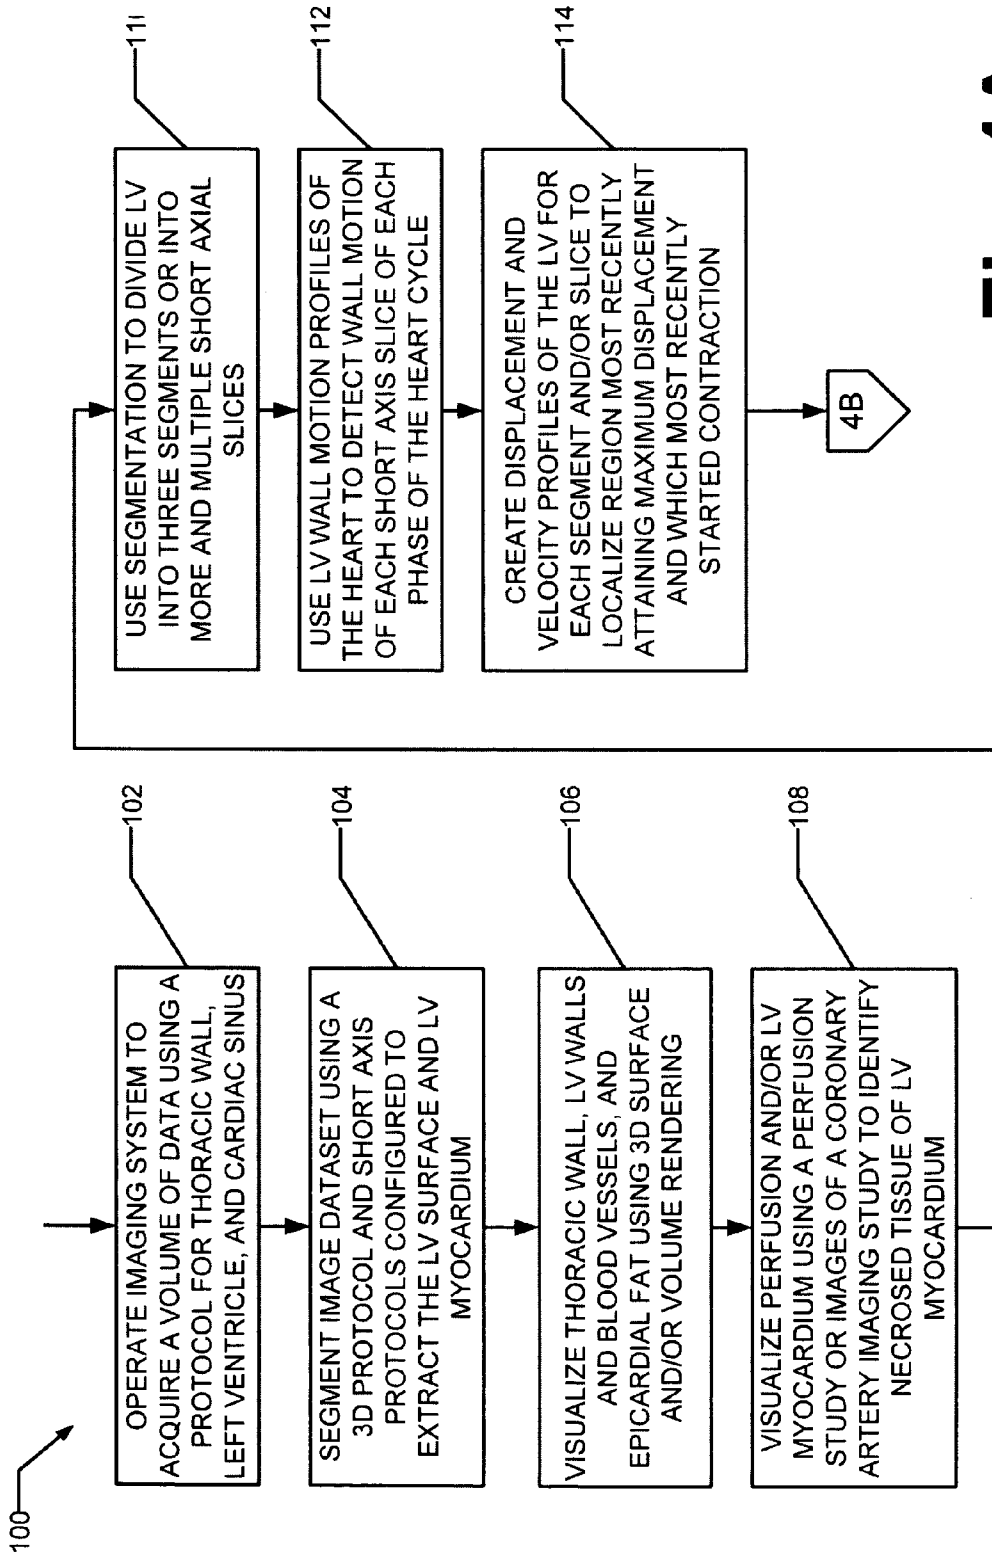 100
OPERATE IMAGING SYSTEM TO
ACQUIRE A VOLUME OF DATA USING A
PROTOCOL FOR THORACIC WALL,
LEFT VENTRICLE, AND CARDIAC SINUS
102
SEGMENT IMAGE DATASET USING A
3D PROTOCOL AND SHORT AXIS
PROTOCOLS CONFIGURED TO
EXTRACT THE LV SURFACE AND LV
MYOCARDIUM
104
VISUALIZE THORACIC WALL, LV WALLS
AND BLOOD VESSELS, AND
EPICARDIAL FAT USING 3D SURFACE
AND/OR VOLUME RENDERING
106
VISUALIZE PERFUSION AND/OR LV
MYOCARDIUM USING A PERFUSION
STUDY OR IMAGES OF A CORONARY
ARTERY IMAGING STUDY TO IDENTIFY
NECROSED TISSUE OF LV
MYOCARDIUM
108
USE SEGMENTATION TO DIVIDE LV
INTO THREE SEGMENTS OR INTO
MORE AND MULTIPLE SHORT AXIAL
SLICES
USE LV WALL MOTION PROFILES OF
THE HEART TO DETECT WALL MOTION
OF EACH SHORT AXIS SLICE OF EACH
PHASE OF THE HEART CYCLE
112
CREATE DISPLACEMENT AND
VELOCITY PROFILES OF THE LV FOR
EACH SEGMENT AND/OR SLICE TO
LOCALIZE REGION MOST RECENTLY
ATTAINING MAXIMUM DISPLACEMENT
AND WHICH MOST RECENTLY
STARTED CONTRACTION
114
4B